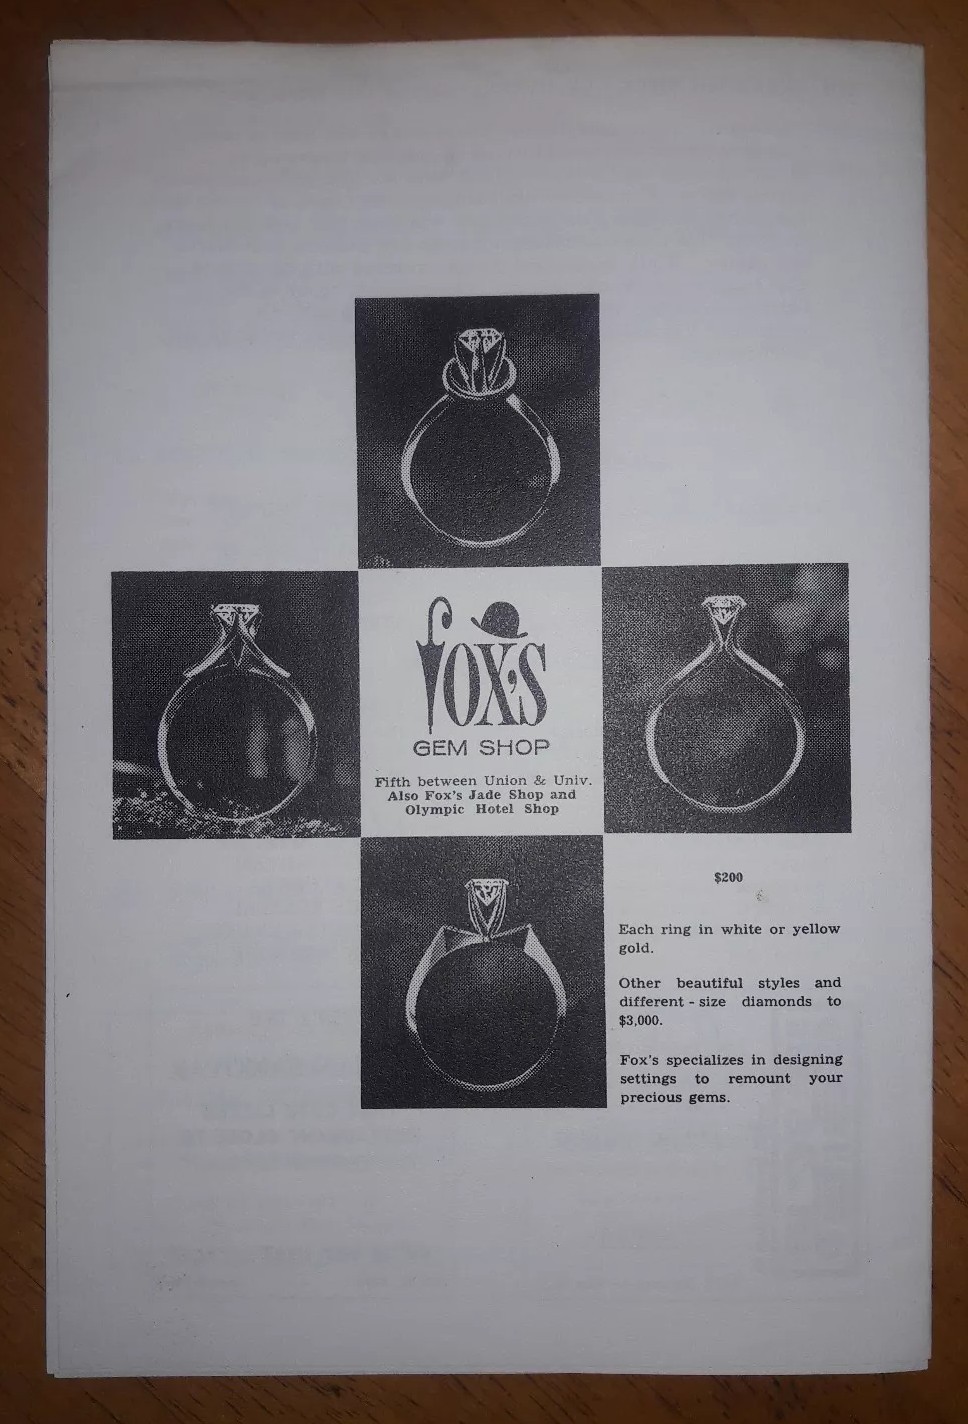 FOX'S
GEM SHOP
Fifth between Union & Univ.
Also Fox's Jade Shop and
Olympic Hotel Shop
$200
Each ring in white or yellow
gold.
Other beautiful styles and
different - size diamonds to
$3,000.
Fox's specializes in designing
settings to remount your
precious gems.